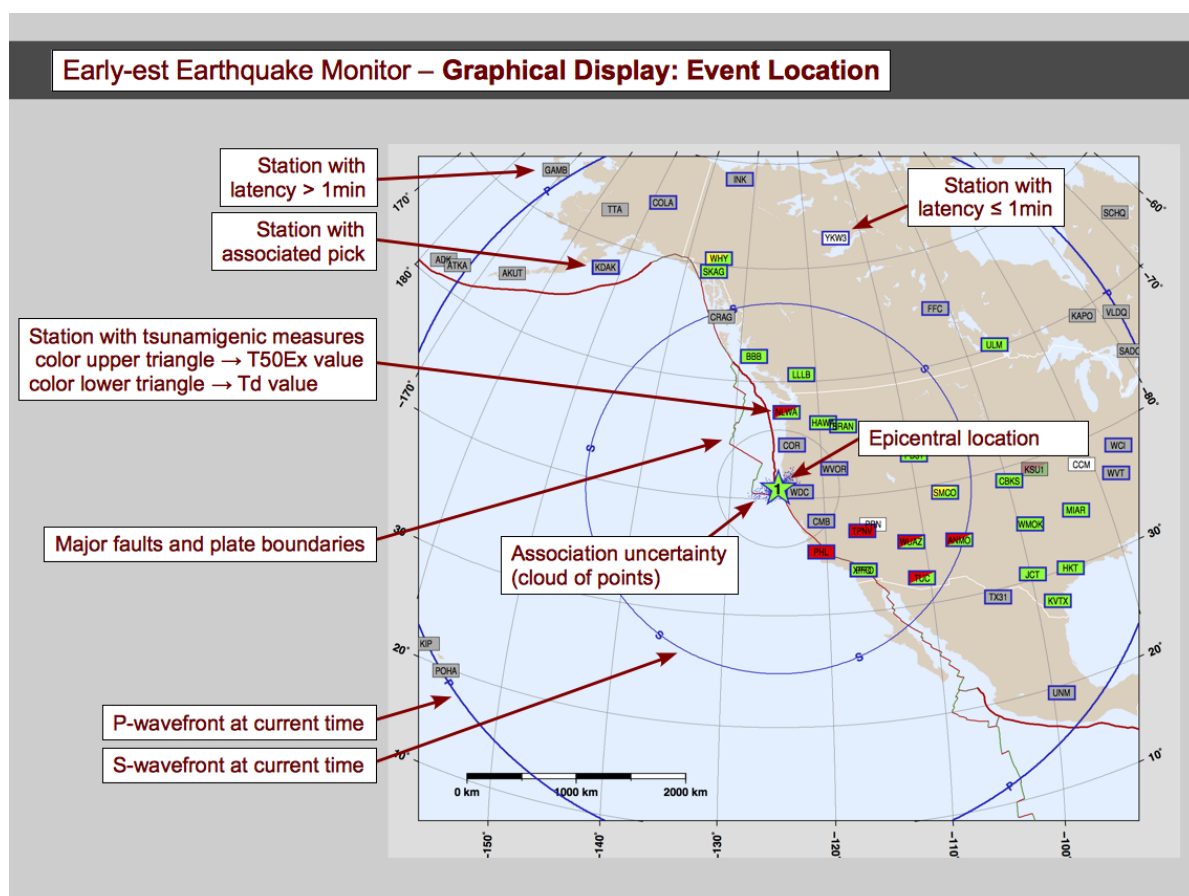 Early-est Earthquake Monitor – Graphical Display: Event Location
Station with
latency > 1min
Station with
associated pick
Station with tsunamigenic measures
color upper triangle → T50Ex value
color lower triangle → Td value
Major faults and plate boundaries
P-wavefront at current time
S-wavefront at current time
Station with
latency ≤ 1min
Epicentral location
Association uncertainty
(cloud of points)
GAMB
INK
TTA
COLA
SCHQ
YKW3
WHY
SKAG
ATKA
AKUT
KDAK
CRAG
FFC
KAPO
VLDQ
ULM
BBB
LLLB
NLWA
COR
WVOR
WDC
CMB
PHL
TPNV
WUAZ
ANMO
TUC
SMCO
CBKS
KSU1
CCM
WCI
WVT
MIAR
WMOK
JCT
HKT
KVTX
TX31
UNM
KIP
POHA
1
P
P
P
P
S
S
S
S
S
170°
180°
-170°
20°
10°
-60°
-70°
-80°
30°
20°
10°
-150°
-140°
-130°
-120°
-110°
-100°
0 km
1000 km
2000 km